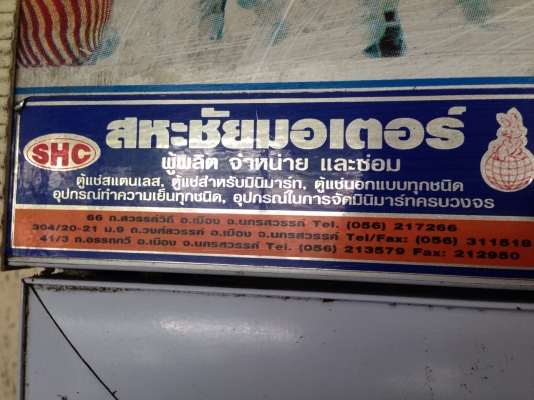 SHC
สหะชัยมอเตอร์
ผู้ผลิต จำหน่าย และซ่อม
ตู้แช่สแตนเลส, ตู้แช่สำหรับมินิมาร์ท, ตู้แช่นอกแบบทุกชนิด
อุปกรณ์ทำความเย็นทุกชนิด, อุปกรณ์ในการจัดมินิมาร์ทครบวงจร
66 ถ.สวรรค์วิถี อ.เมือง จ.นครสวรรค์ Tel. (056) 217266
304/20-21 ม.9 ถ.วงศ์สวรรค์ อ.เมือง จ.นครสวรรค์ Tel/Fax: (056) 311518
41/3 ถ.อรรถกวี อ.เมือง จ.นครสวรรค์ Tel. (056) 213579 Fax: 212950